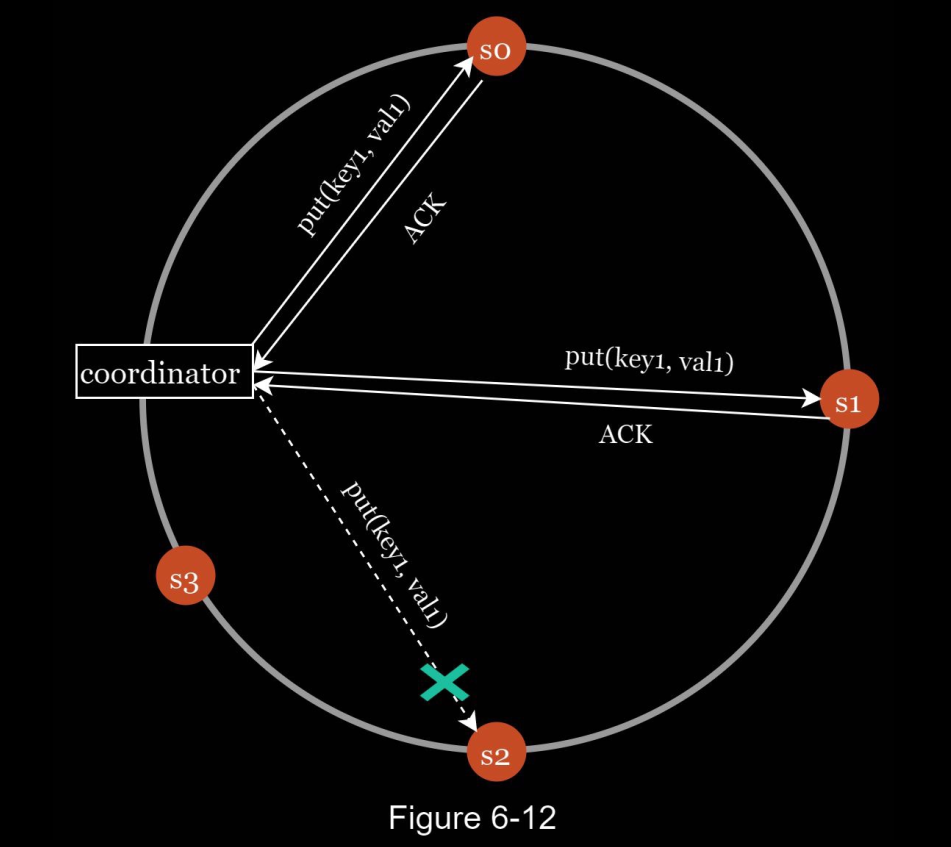 s0
put(key1, val1)
ACK
put(key1, val1)
coordinator
s1
ACK
put(key1, val1)
s3
s2
Figure 6-12